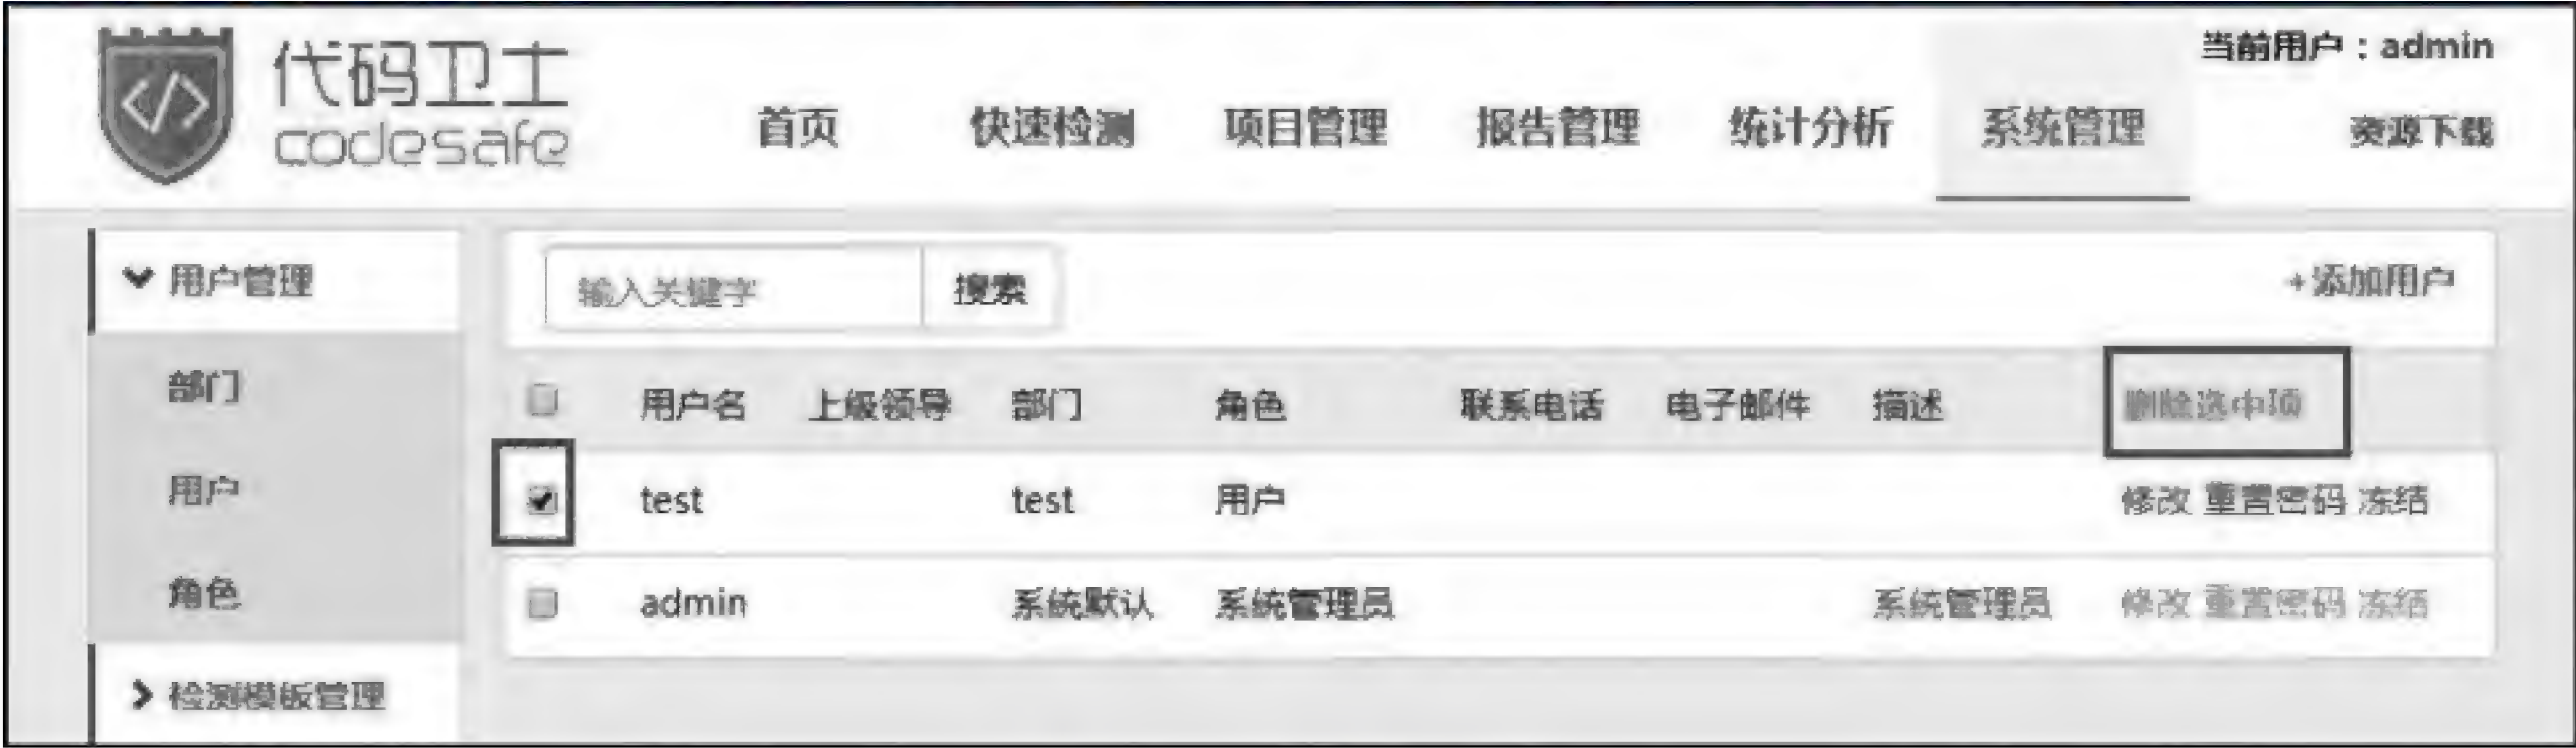 当前用户：admin
代码卫士
codesafe
首页 快速检测 项目管理 报告管理 统计分析 系统管理 资源下载
用户管理
输入关键字 搜索 +添加用户
部门
用户名 上级领导 部门 角色 联系电话 电子邮件 描述 删除选中项
用户
test test 用户 修改 重置密码 冻结
角色
admin 系统默认 系统管理员 系统管理员 修改 重置密码 冻结
检测模板管理